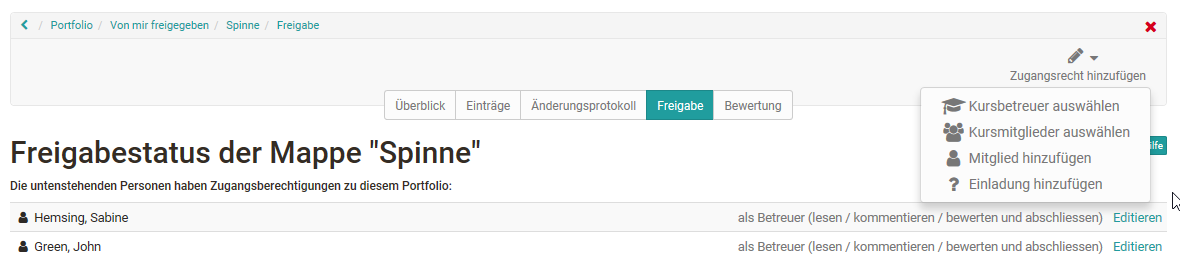 / Portfolio / Von mir freigegeben / Spinne / Freigabe
Zugangsrecht hinzufügen
Überblick Einträge Änderungsprotokoll Freigabe Bewertung
Kursbetreuer auswählen
Kursmitglieder auswählen
Mitglied hinzufügen
? Einladung hinzufügen
Freigabestatus der Mappe "Spinne"
Die untenstehenden Personen haben Zugangsberechtigungen zu diesem Portfolio:
Hemsing, Sabine als Betreuer (lesen / kommentieren / bewerten und abschliessen) Editieren
Green, John als Betreuer (lesen / kommentieren / bewerten und abschliessen) Editieren